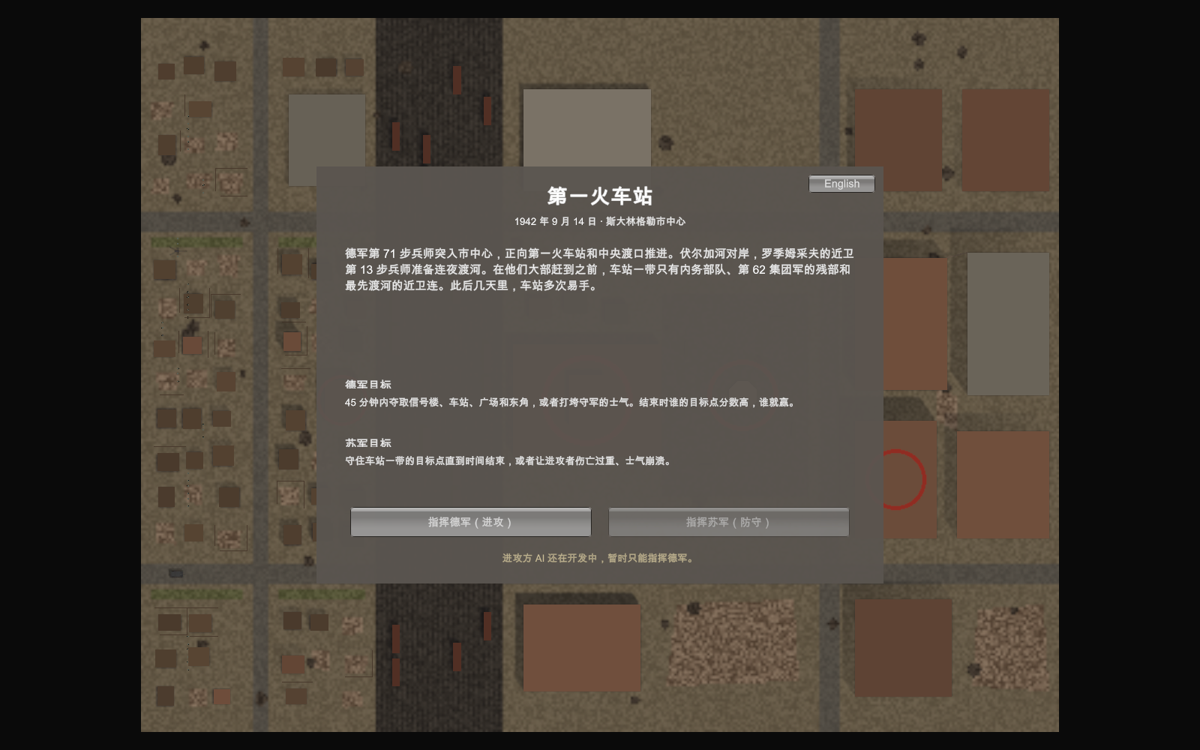 English
第一火车站
1942 年 9 月 14 日 · 斯大林格勒市中心
德军第 71 步兵师突入市中心，正向第一火车站和中央渡口推进。伏尔加河对岸，罗季姆采夫的近卫
第 13 步兵师准备连夜渡河。在他们大部赶到之前，车站一带只有内务部队、第 62 集团军的残部和
最先渡河的近卫连。此后几天里，车站多次易手。
德军目标
45 分钟内夺取信号楼、车站、广场和东角，或者打垮守军的士气。结束时谁的目标点分数高，谁就赢。
苏军目标
守住车站一带的目标点直到时间结束，或者让进攻者伤亡过重、士气崩溃。
指挥德军（进攻）
指挥苏军（防守）
进攻方 AI 还在开发中，暂时只能指挥德军。